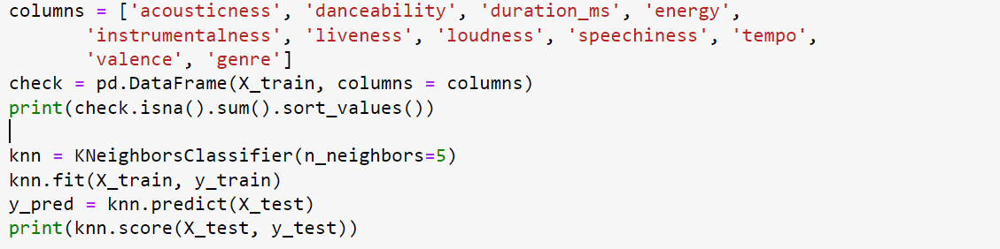 columns = ['acousticness', 'danceability', 'duration_ms', 'energy',
       'instrumentalness', 'liveness', 'loudness', 'speechiness', 'tempo',
       'valence', 'genre']
check = pd.DataFrame(X_train, columns = columns)
print(check.isna().sum().sort_values())

knn = KNeighborsClassifier(n_neighbors=5)
knn.fit(X_train, y_train)
y_pred = knn.predict(X_test)
print(knn.score(X_test, y_test))